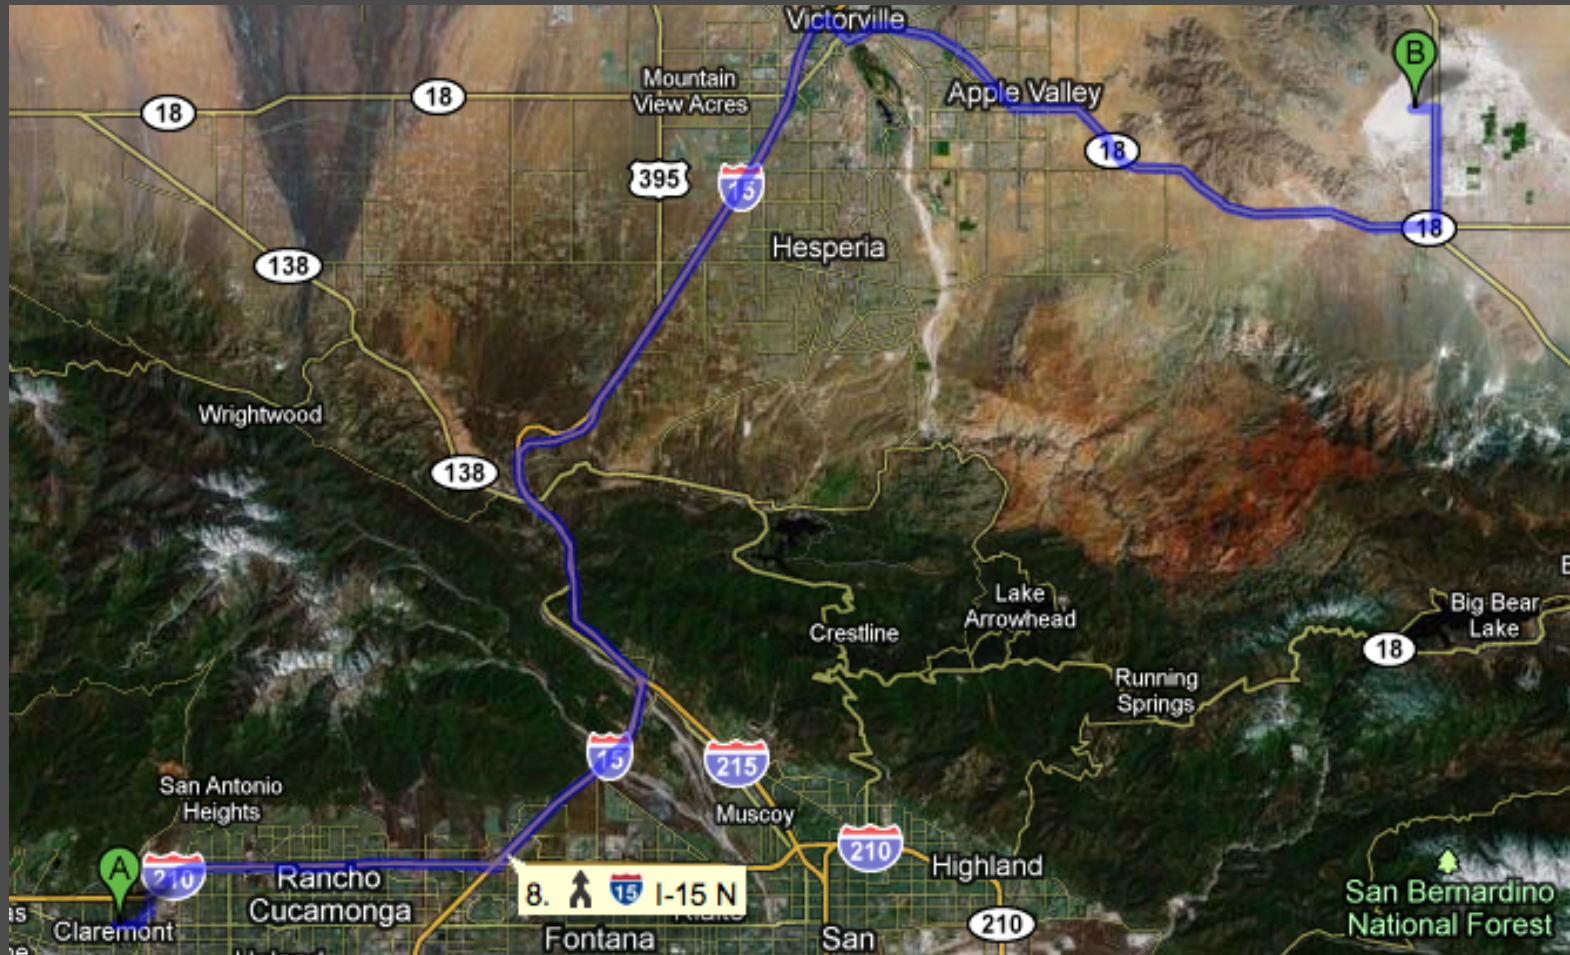 Victorville
B
Mountain
View Acres
Apple Valley
18
18
18
395
15
Hesperia
18
138
Wrightwood
138
Lake
Arrowhead
Big Bear
Lake
Crestline
18
Running
Springs
15
215
San Antonio
Heights
Muscoy
A
210
210
Highland
Rancho
Cucamonga
8. 15 I-15 N
San Bernardino
National Forest
Claremont
210
Fontana
San